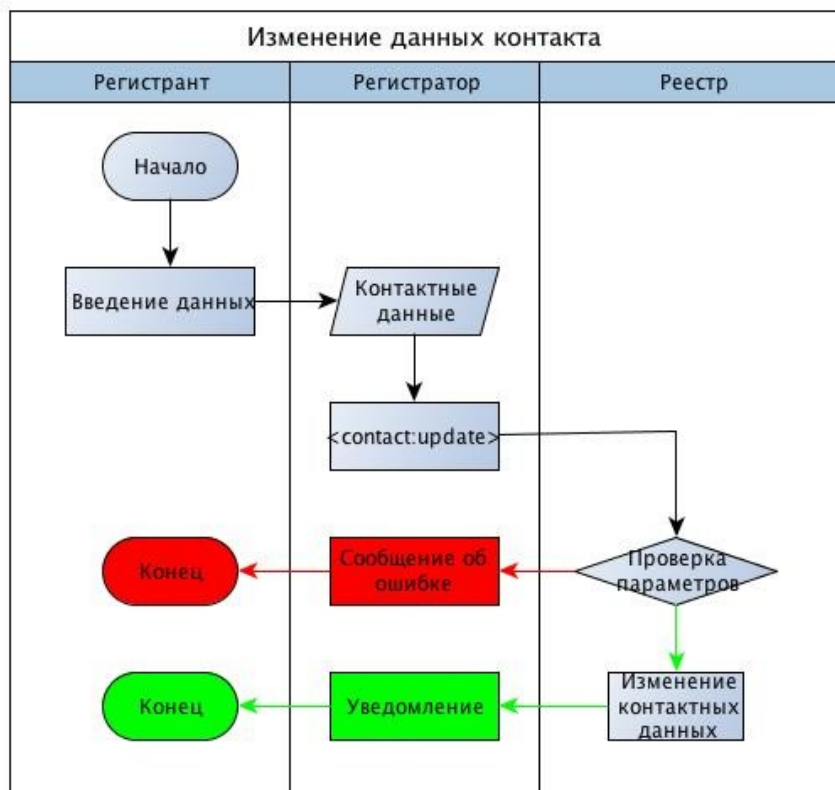 Изменение данных контакта
Регистрант
Регистратор
Реестр
Начало
Введение данных
Контактные
данные
<contact:update>
Проверка
параметров
Сообщение об
ошибке
Конец
Изменение
контактных
данных
Уведомление
Конец